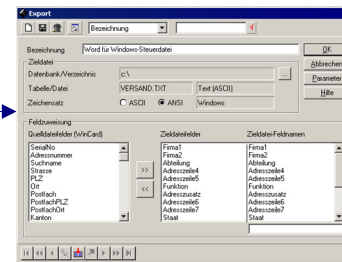 Export
Bezeichnung
Bezeichnung Word für Windows-Steuerdatei
OK
Zieldatei
Abbrechen
Datenbank/Verzeichnis c:\ ...
Parameter
Tabelle/Datei VERSAND.TXT Text (ASCII)
Hilfe
Zeichensatz ASCII ANSI Windows
Feldzuweisung
Quelldateifelder (WinCard) Zieldateifelder Zieldatei-Feldnamen
SerialNo Firma1 Firma1
Adressnummer Firma2 Firma2
Suchname Abteilung Abteilung
Strasse >> Adresszeile4 Adresszeile4
PLZ Adresszeile5 Adresszeile5
Ort << Funktion Funktion
Postfach Adresszusatz Adresszusatz
PostfachPLZ Adresszeile6 Adresszeile6
PostfachOrt Adresszeile7 Adresszeile7
Kanton Staat Staat